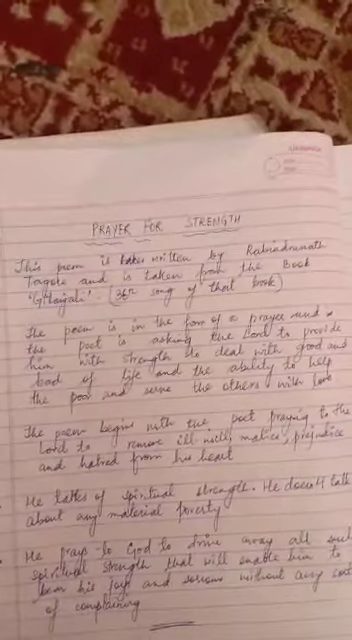 PRAYER FOR STRENGTH
This poem is taken written by Rabindranath
Tagore and is taken from the Book
'Gitanjali'. (36th song of that book)
The poem is in the form of a prayer and
the poet is asking the Lord to provide
him with strength to deal with good and
bad of life and the ability to help
the poor and serve the others with love
The poem begins with the poet praying to the
Lord to remove ill will, malice, prejudice
and hatred from his heart
He talks of spiritual strength. He doesn't talk
about any material poverty
He prays to God to drive away all such
spiritual strength that will enable him to
bear his joys and sorrows without any
of complaining